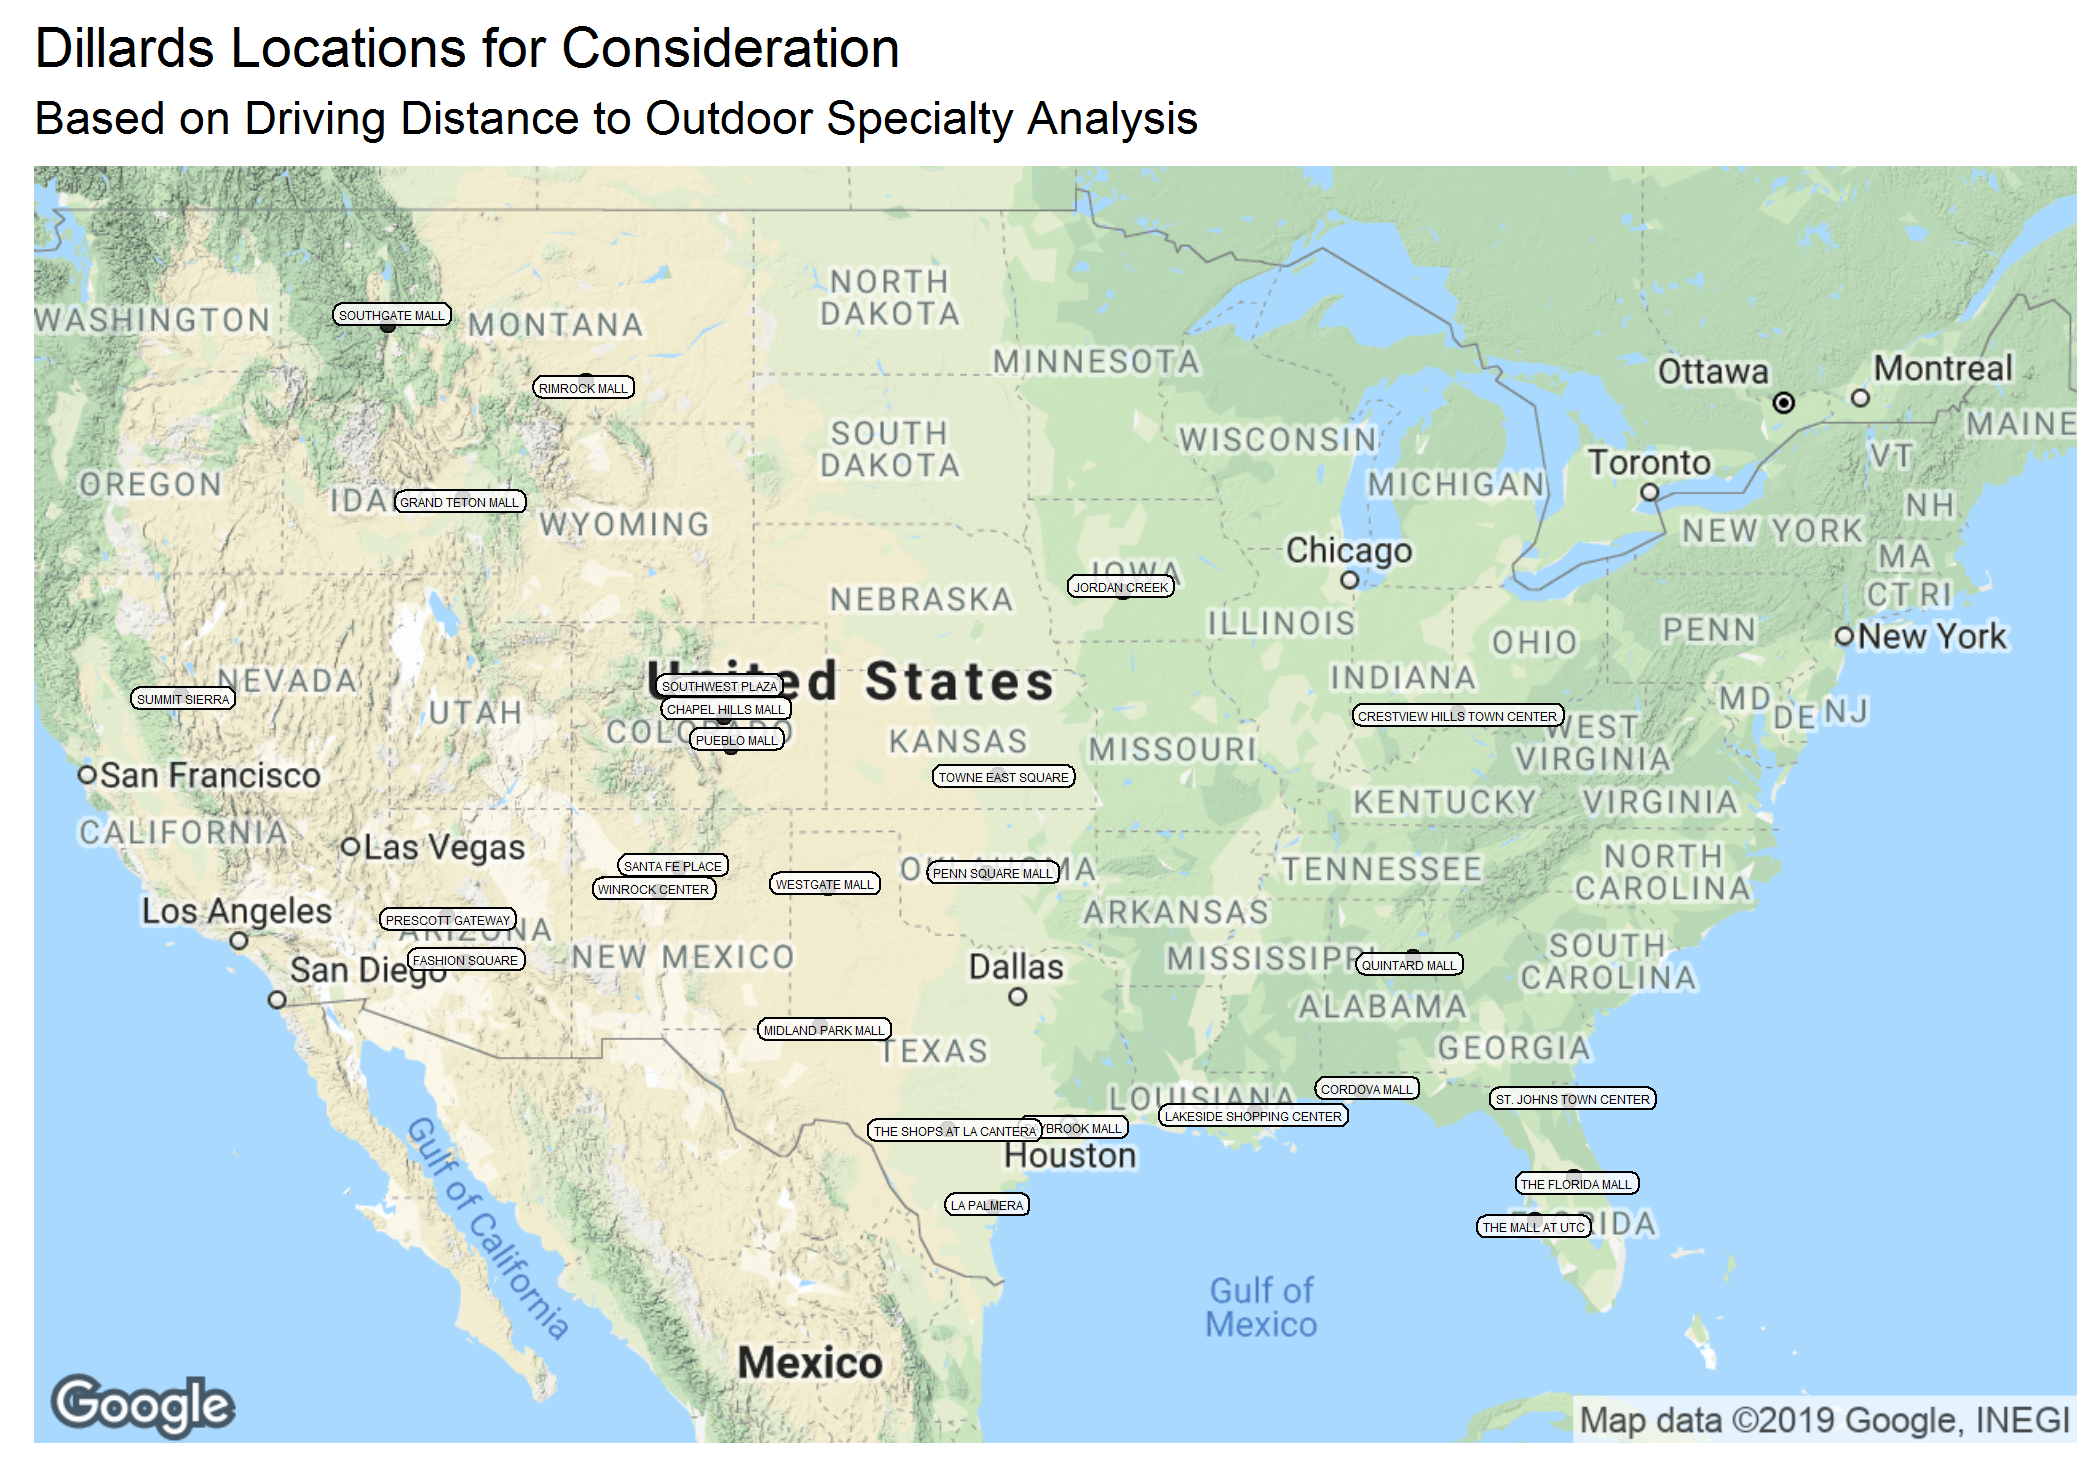 Dillards Locations for Consideration
Based on Driving Distance to Outdoor Specialty Analysis
NORTH
DAKOTA
WASHINGTON
SOUTHGATE MALL
MONTANA
MINNESOTA
Ottawa
Montreal
RIMROCK MALL
MAINE
SOUTH
DAKOTA
WISCONSIN
VT
Toronto
OREGON
MICHIGAN
GRAND TETON MALL
NH
WYOMING
NEW YORK
Chicago
MA
IOWA
JORDAN CREEK
CT RI
NEBRASKA
ILLINOIS
OHIO
PENN
New York
United States
NEVADA
SOUTHWEST PLAZA
INDIANA
SUMMIT SIERRA
MD
UTAH
CHAPEL HILLS MALL
CRESTVIEW HILLS TOWN CENTER
DE NJ
COLORADO
PUEBLO MALL
KANSAS
MISSOURI
WEST
VIRGINIA
San Francisco
TOWNE EAST SQUARE
KENTUCKY
VIRGINIA
CALIFORNIA
Las Vegas
SANTA FE PLACE
OKLAHOMA
PENN SQUARE MALL
TENNESSEE
NORTH
CAROLINA
WINROCK CENTER
WESTGATE MALL
Los Angeles
PRESCOTT GATEWAY
ARIZONA
ARKANSAS
FASHION SQUARE
San Diego
NEW MEXICO
Dallas
MISSISSIPPI
QUINTARD MALL
SOUTH
CAROLINA
ALABAMA
MIDLAND PARK MALL
TEXAS
GEORGIA
CORDOVA MALL
LOUISIANA
ST. JOHNS TOWN CENTER
LAKESIDE SHOPPING CENTER
THE SHOPS AT LA CANTERA
YBROOK MALL
Houston
THE FLORIDA MALL
LA PALMERA
THE MALL AT UTC
FLORIDA
Gulf of California
Gulf of
Mexico
Mexico
Google
Map data ©2019 Google, INEGI